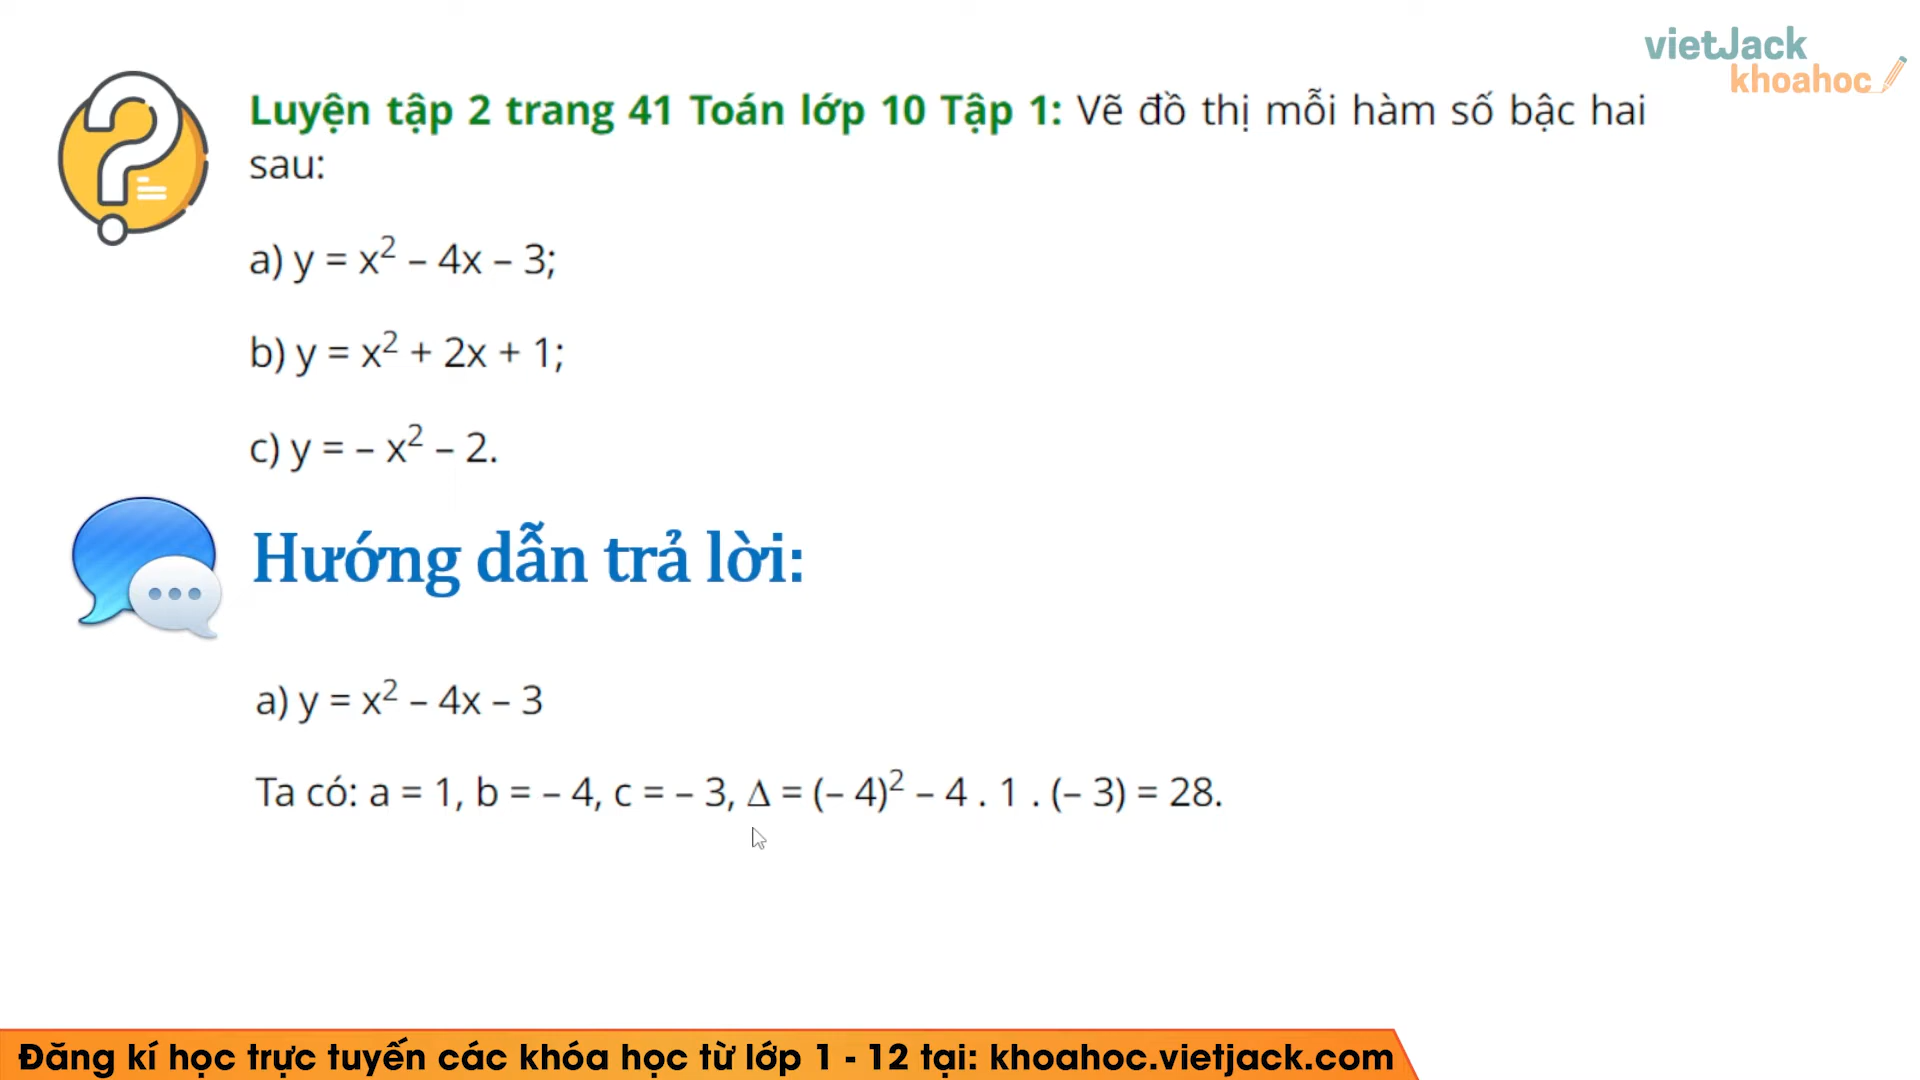 vietJack
khoahoc
Luyện tập 2 trang 41 Toán lớp 10 Tập 1: Vẽ đồ thị mỗi hàm số bậc hai
sau:
a) y = x² – 4x – 3;
b) y = x² + 2x + 1;
c) y = – x² – 2.
Hướng dẫn trả lời:
a) y = x² – 4x – 3
Ta có: a = 1, b = – 4, c = – 3, Δ = (– 4)² – 4 . 1 . (– 3) = 28.
Đăng kí học trực tuyến các khóa học từ lớp 1 - 12 tại: khoahoc.vietjack.com